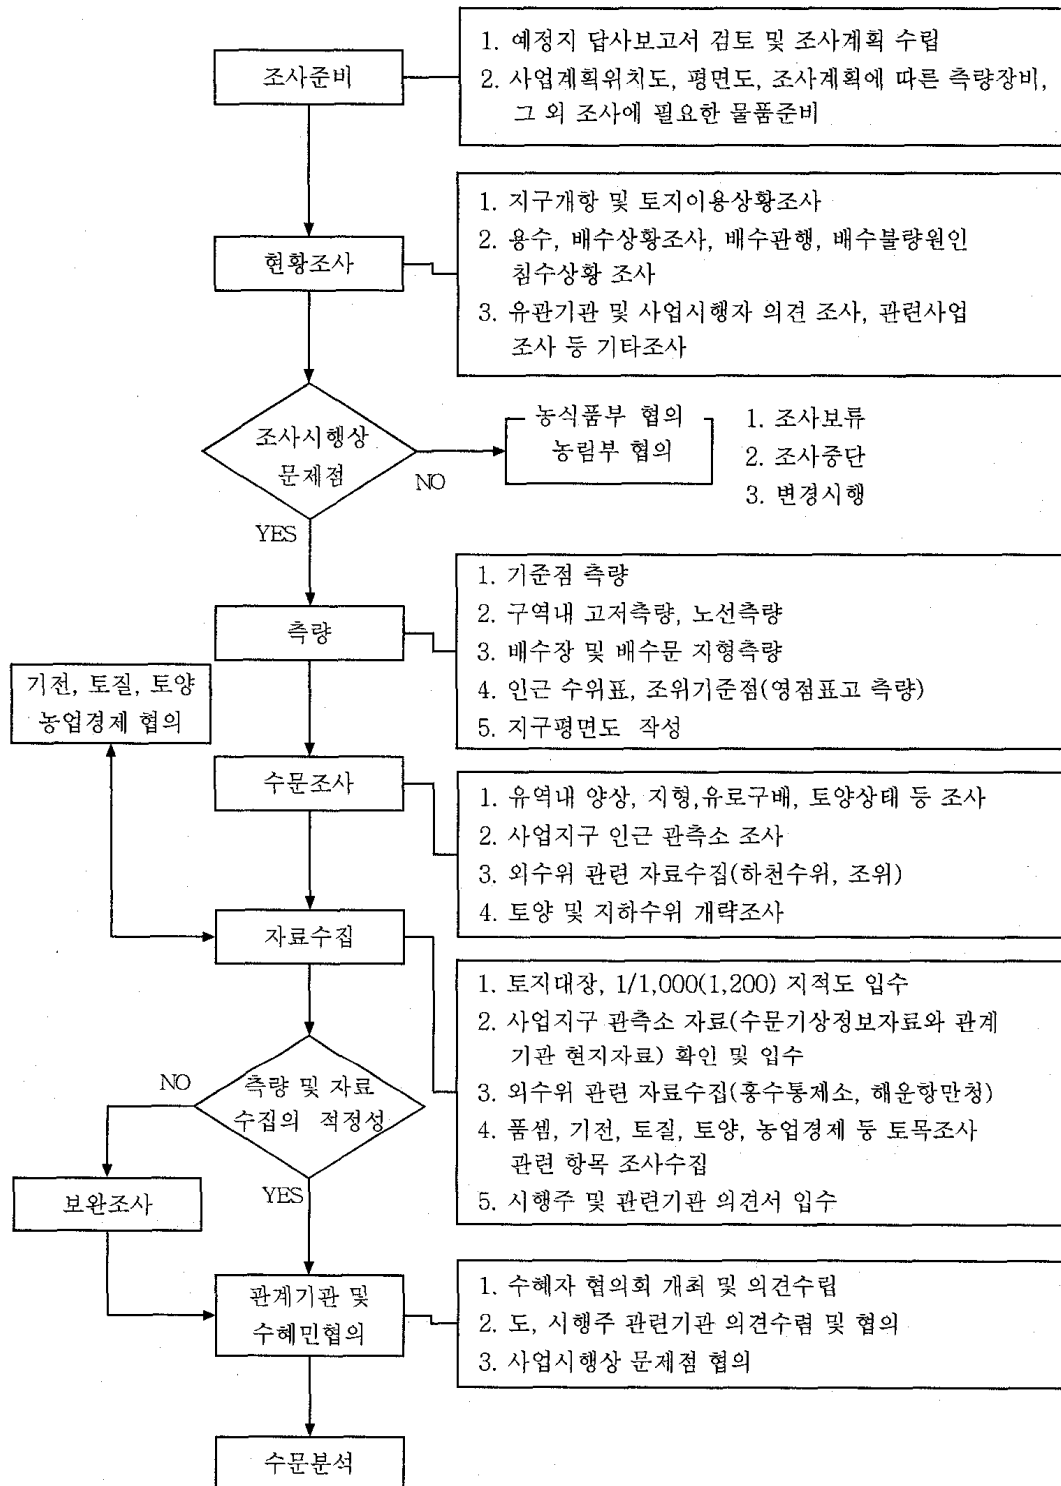 조사준비
1. 예정지 답사보고서 검토 및 조사계획 수립
2. 사업계획위치도, 평면도, 조사계획에 따른 측량장비,
그 외 조사에 필요한 물품준비
현황조사
1. 지구개항 및 토지이용상황조사
2. 용수, 배수상황조사, 배수관행, 배수불량원인
침수상황 조사
3. 유관기관 및 사업시행자 의견 조사, 관련사업
조사 등 기타조사
조사시행상
문제점
NO
농식품부 협의
농림부 협의
1. 조사보류
2. 조사중단
3. 변경시행
YES
측량
1. 기준점 측량
2. 구역내 고저측량, 노선측량
3. 배수장 및 배수문 지형측량
4. 인근 수위표, 조위기준점(영점표고 측량)
5. 지구평면도 작성
기전, 토질, 토양
농업경제 협의
수문조사
1. 유역내 양상, 지형,유로구배, 토양상태 등 조사
2. 사업지구 인근 관측소 조사
3. 외수위 관련 자료수집(하천수위, 조위)
4. 토양 및 지하수위 개략조사
자료수집
1. 토지대장, 1/1,000(1,200) 지적도 입수
2. 사업지구 관측소 자료(수문기상정보자료와 관계
기관 현지자료) 확인 및 입수
3. 외수위 관련 자료수집(홍수통제소, 해운항만청)
4. 품셈, 기전, 토질, 토양, 농업경제 등 토목조사
관련 항목 조사수집
5. 시행주 및 관련기관 의견서 입수
측량 및 자료
수집의 적정성
NO
YES
보완조사
관계기관 및
수혜민협의
1. 수혜자 협의회 개최 및 의견수립
2. 도, 시행주 관련기관 의견수렴 및 협의
3. 사업시행상 문제점 협의
수문분석